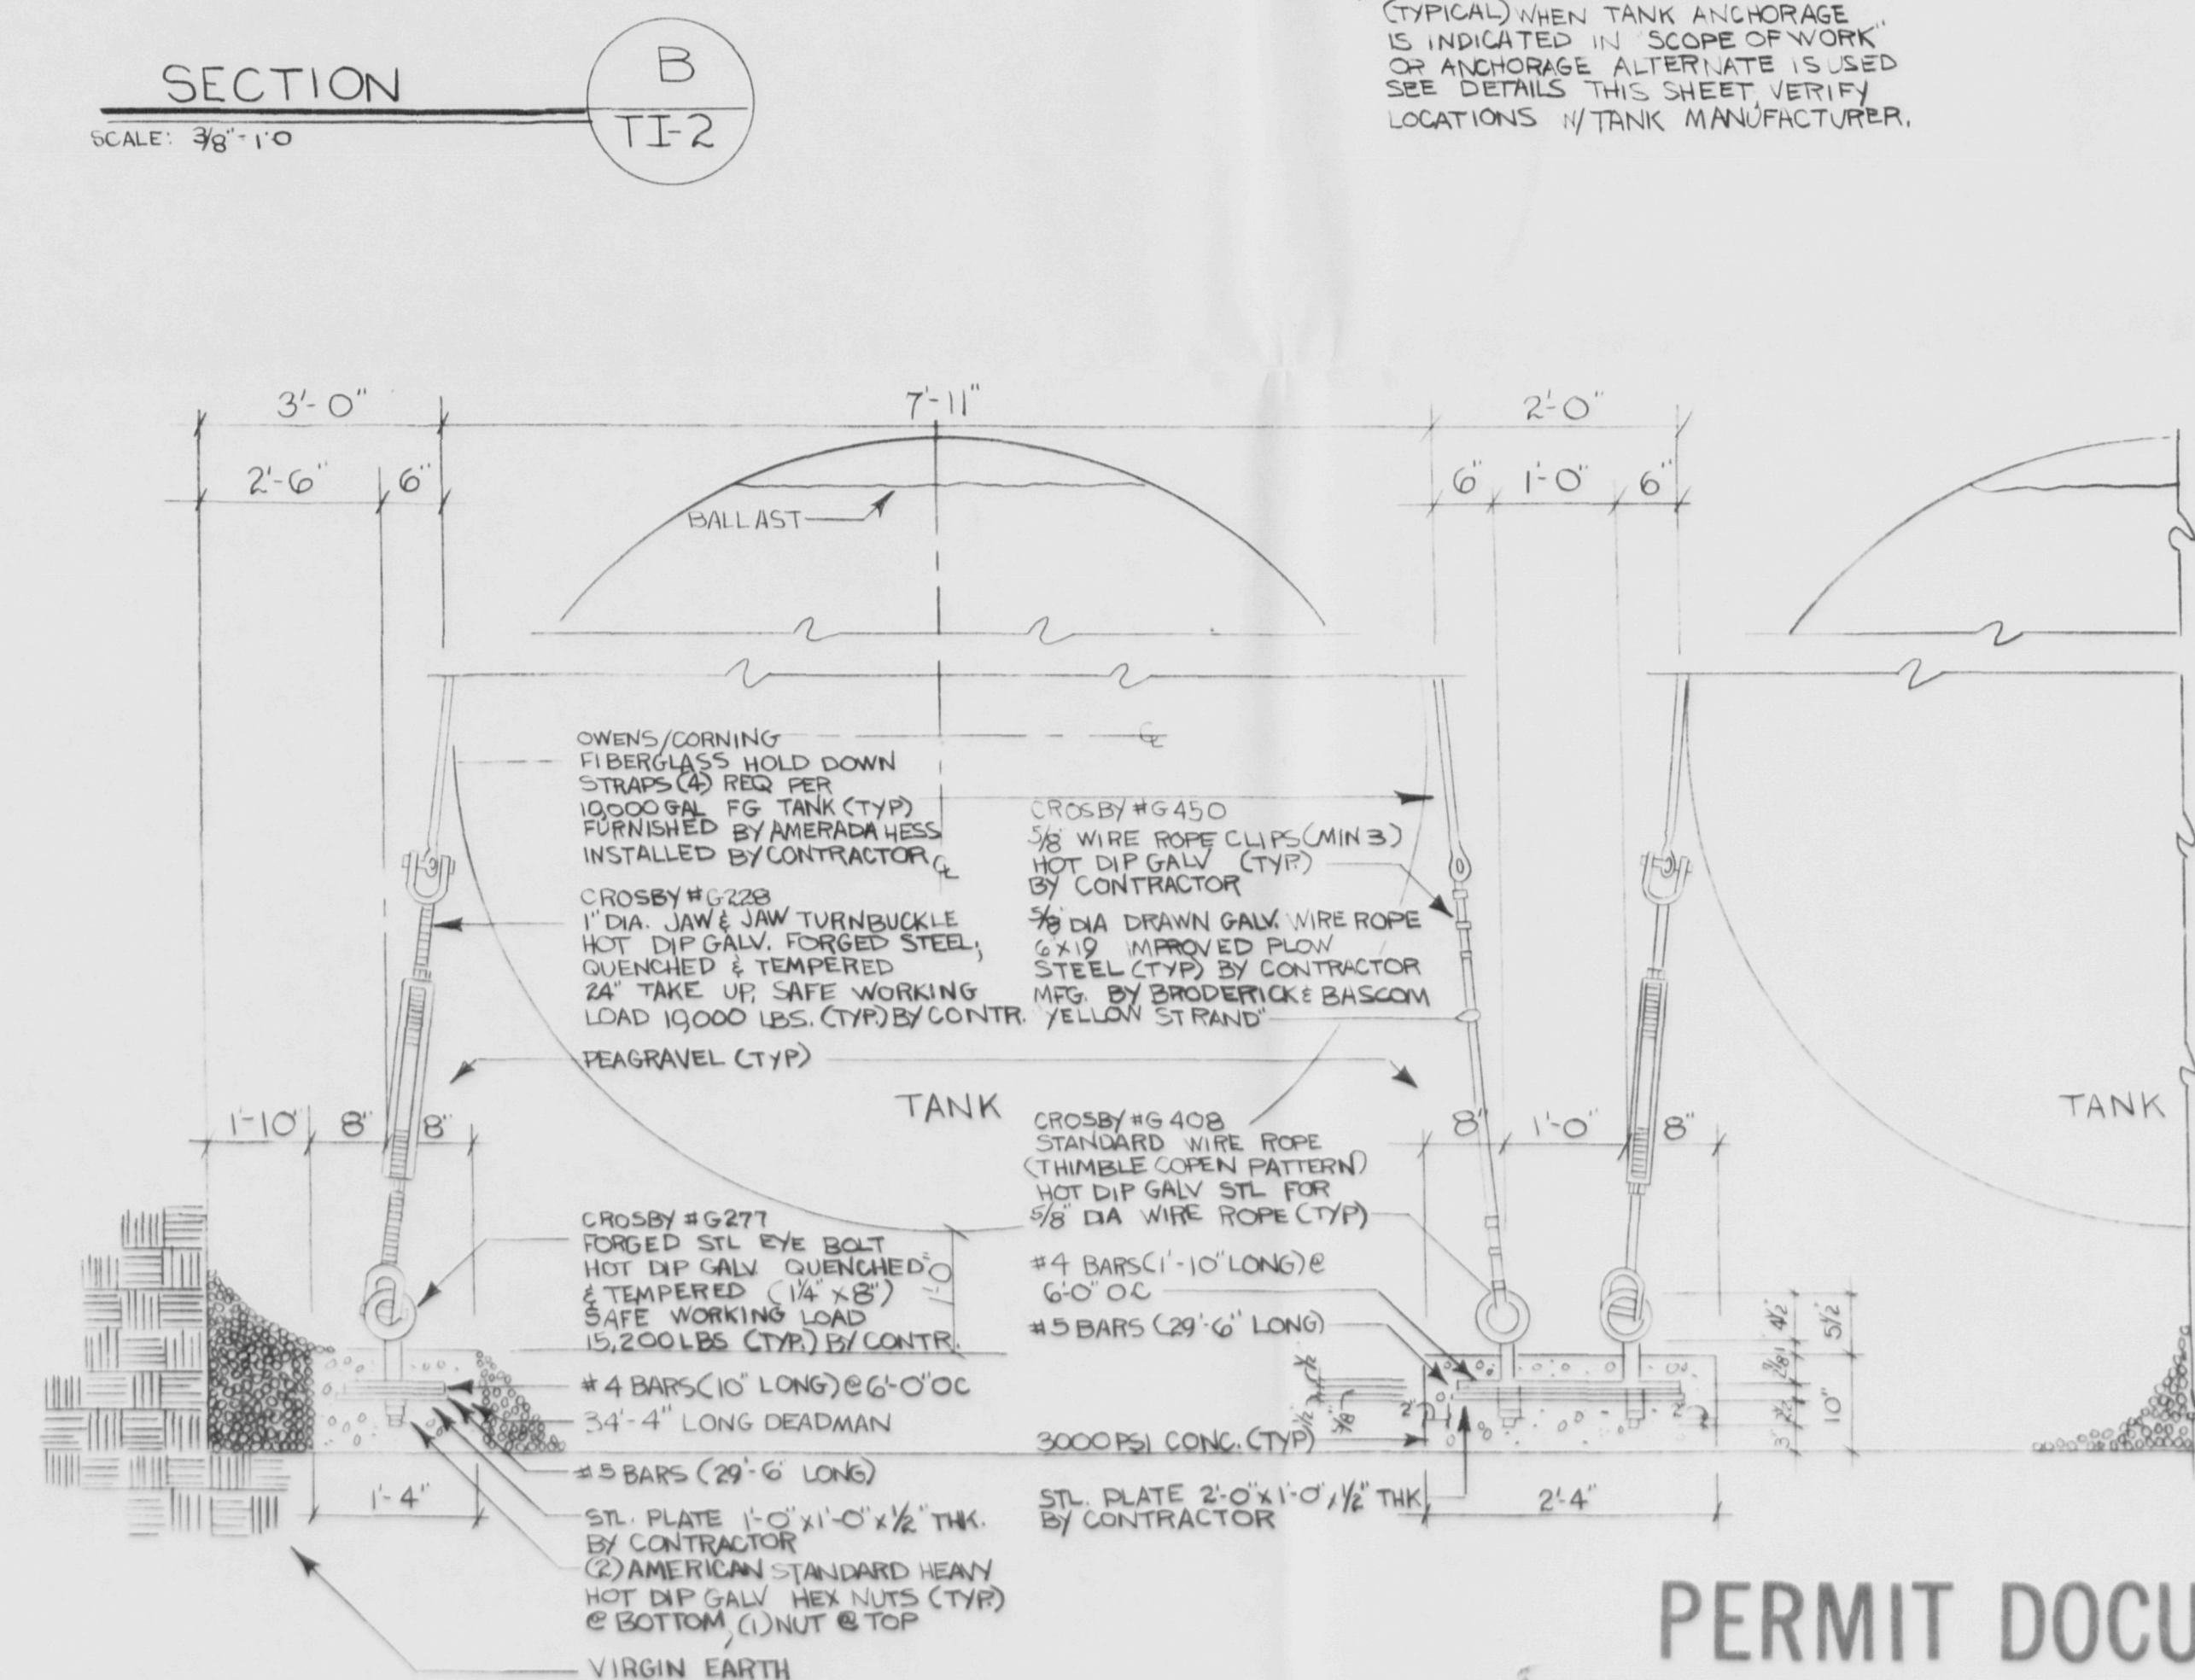 (TYPICAL) WHEN TANK ANCHORAGE
IS INDICATED IN "SCOPE OF WORK"
OR ANCHORAGE ALTERNATE IS USED
SEE DETAILS THIS SHEET, VERIFY
LOCATIONS W/ TANK MANUFACTURER.
SECTION
B
TI-2
SCALE: 3/8"-1'0
3'-0"
7'-11"
2'-0"
2'-6"
6"
6"
1'-0"
6"
BALLAST
OWENS/CORNING
FIBERGLASS HOLD DOWN
STRAPS (4) REQ PER
10,000 GAL FG TANK (TYP)
FURNISHED BY AMERADA HESS
INSTALLED BY CONTRACTOR
CROSBY #G228
1" DIA. JAW & JAW TURNBUCKLE
HOT DIP GALV. FORGED STEEL,
QUENCHED & TEMPERED
24" TAKE UP, SAFE WORKING
LOAD 10,000 LBS. (TYP.) BY CONTR.
PEAGRAVEL (TYP)
CROSBY #G450
5/8" WIRE ROPE CLIPS (MIN 3)
HOT DIP GALV (TYP.)
BY CONTRACTOR
5/8" DIA DRAWN GALV. WIRE ROPE
6x19 IMPROVED PLOW
STEEL (TYP) BY CONTRACTOR
MFG. BY BRODERICK & BASCOM
"YELLOW STRAND"
TANK
TANK
1'-10"
8"
8"
8"
1'-0"
8"
CROSBY #G408
STANDARD WIRE ROPE
(THIMBLE COPEN PATTERN)
HOT DIP GALV STL FOR
5/8" DIA WIRE ROPE (TYP)
CROSBY #G277
FORGED STL EYE BOLT
HOT DIP GALV QUENCHED
& TEMPERED (1 1/4" x 8")
SAFE WORKING LOAD
15,200 LBS (TYP.) BY CONTR.
1'-0"
#4 BARS (1'-10" LONG) @
6'-0" OC
#5 BARS (29'-6" LONG)
#4 BARS (10" LONG) @ 6'-0" OC
34'-4" LONG DEADMAN
#5 BARS (29'-6" LONG)
3000 PSI CONC. (TYP)
4 1/2"
5 1/2"
10"
1'-4"
2'-4"
STL. PLATE 1'-0" x 1'-0" x 1/2" THK.
BY CONTRACTOR
(2) AMERICAN STANDARD HEAVY
HOT DIP GALV HEX NUTS (TYP.)
@ BOTTOM, (1) NUT @ TOP
STL. PLATE 2'-0" x 1'-0" x 1/2" THK
BY CONTRACTOR
VIRGIN EARTH
PERMIT DOCU